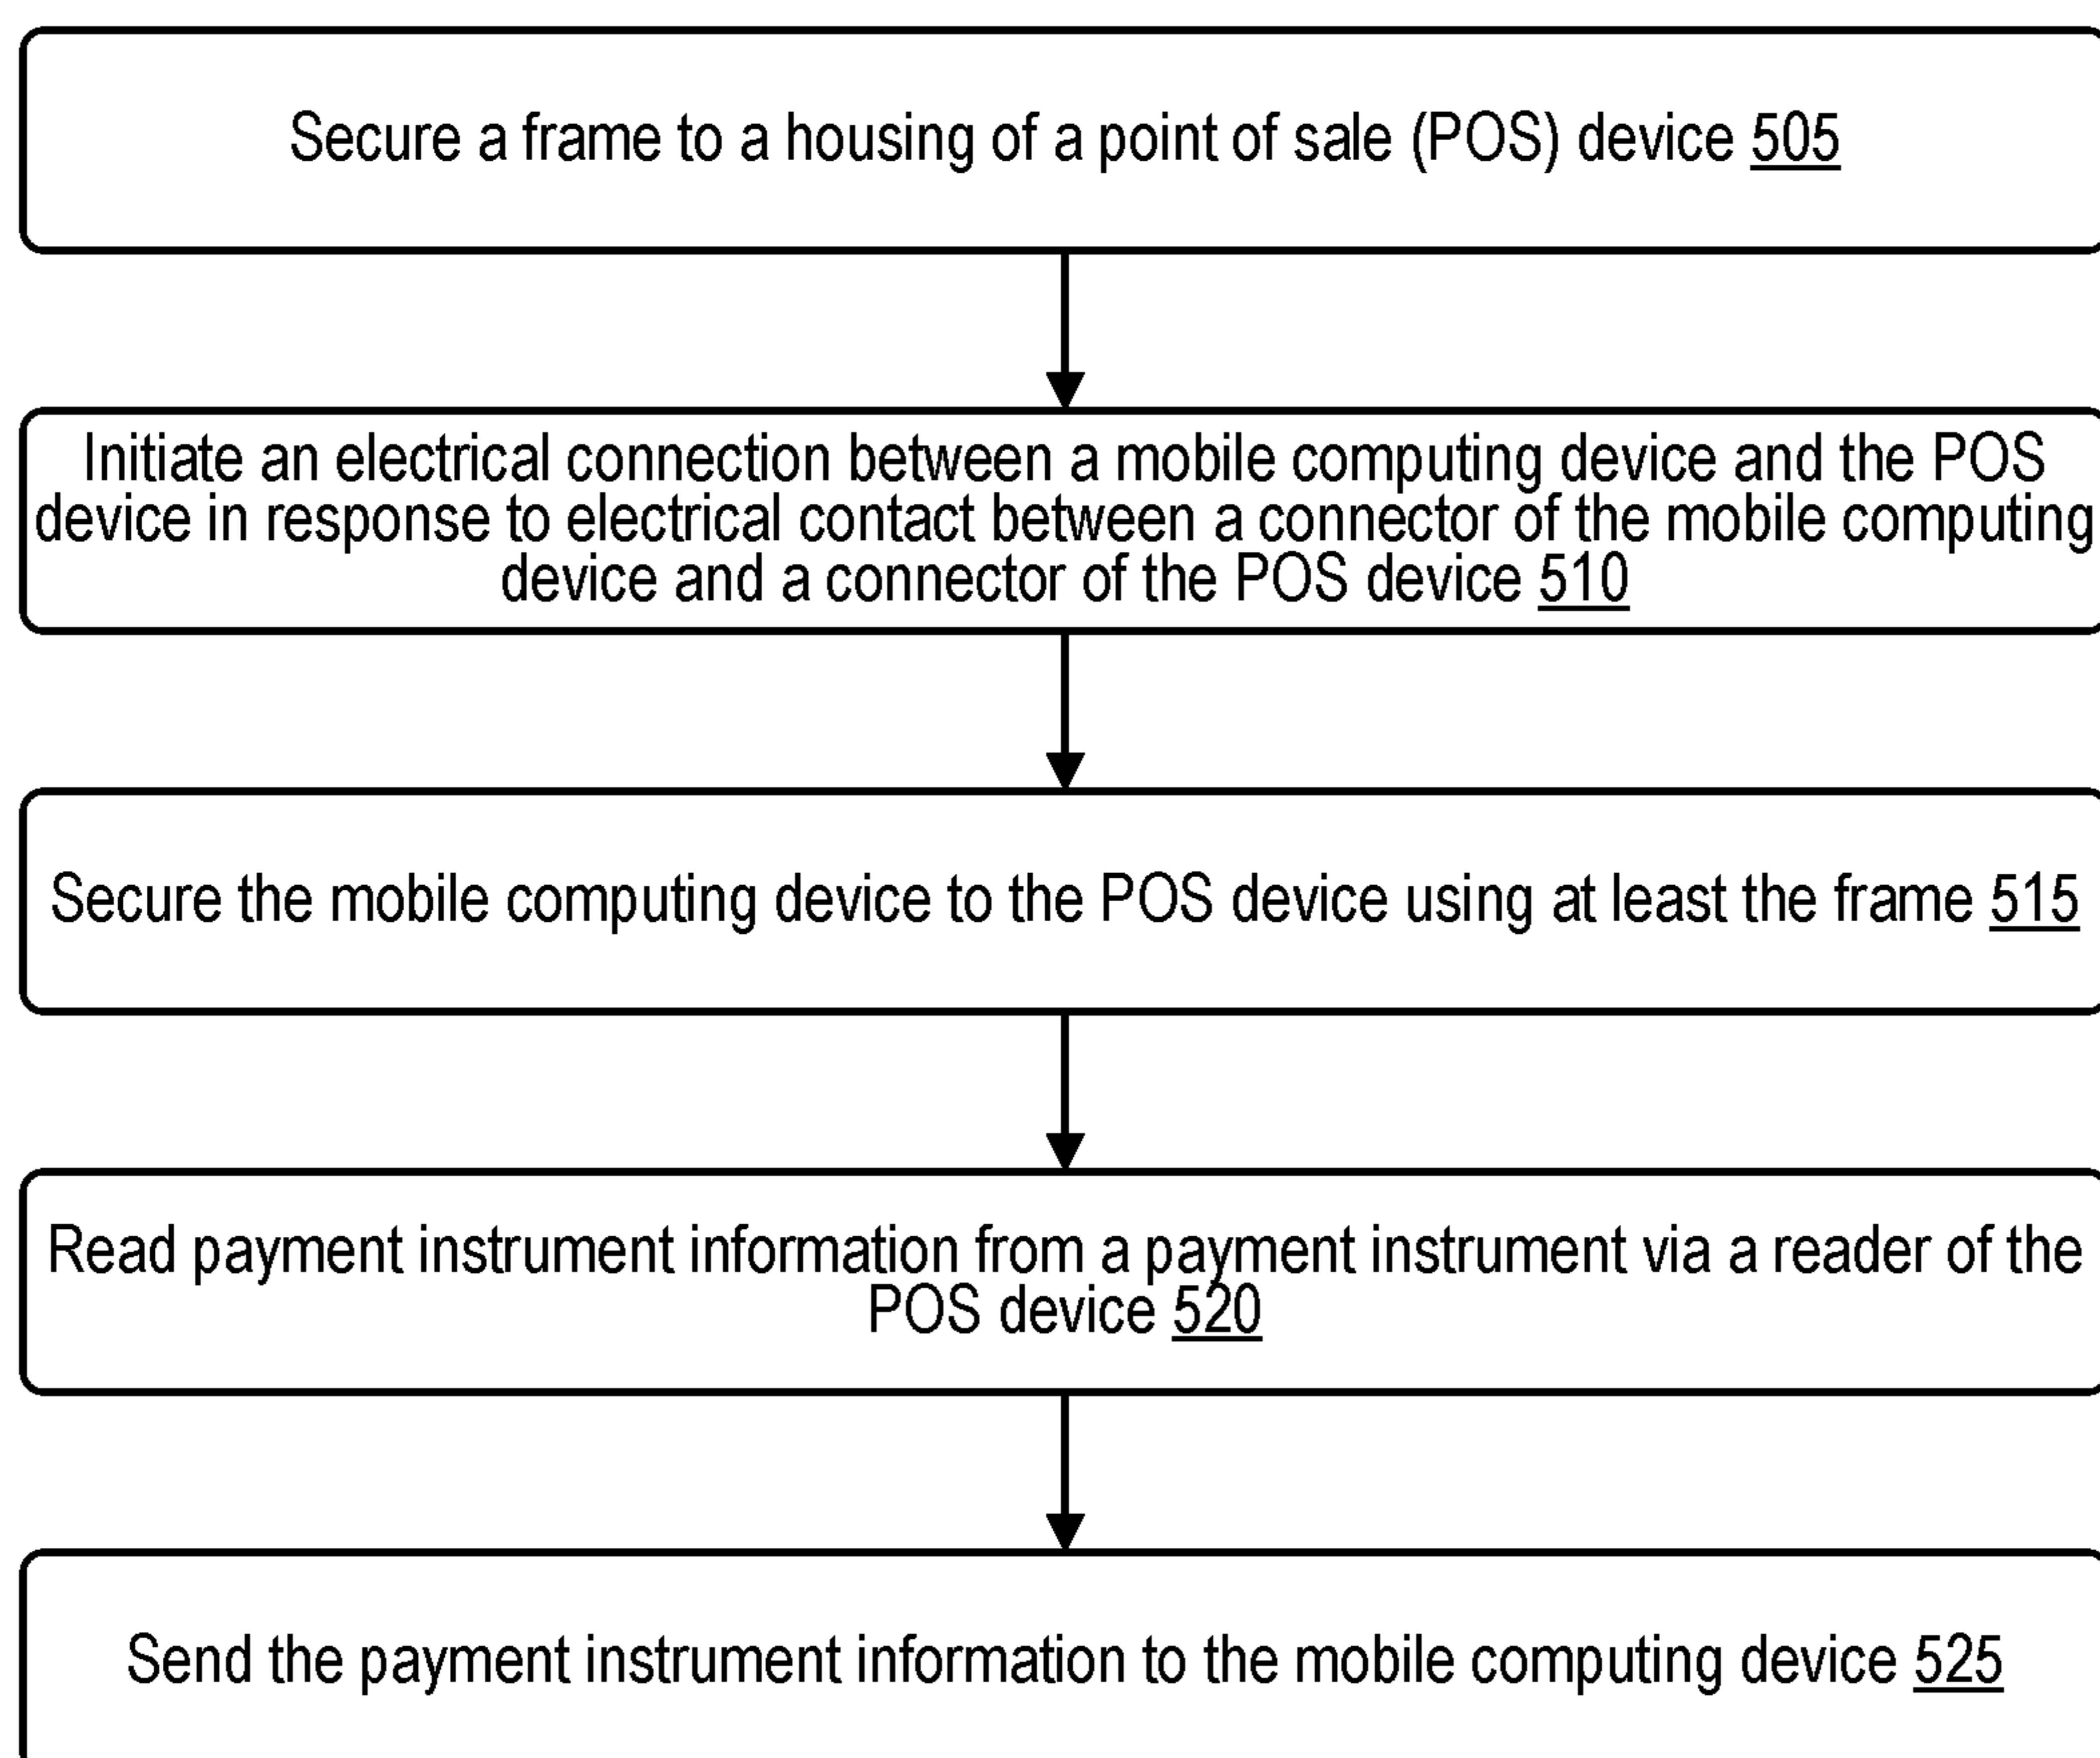 Secure a frame to a housing of a point of sale (POS) device 505
Initiate an electrical connection between a mobile computing device and the POS
device in response to electrical contact between a connector of the mobile computing
device and a connector of the POS device 510
Secure the mobile computing device to the POS device using at least the frame 515
Read payment instrument information from a payment instrument via a reader of the
POS device 520
Send the payment instrument information to the mobile computing device 525